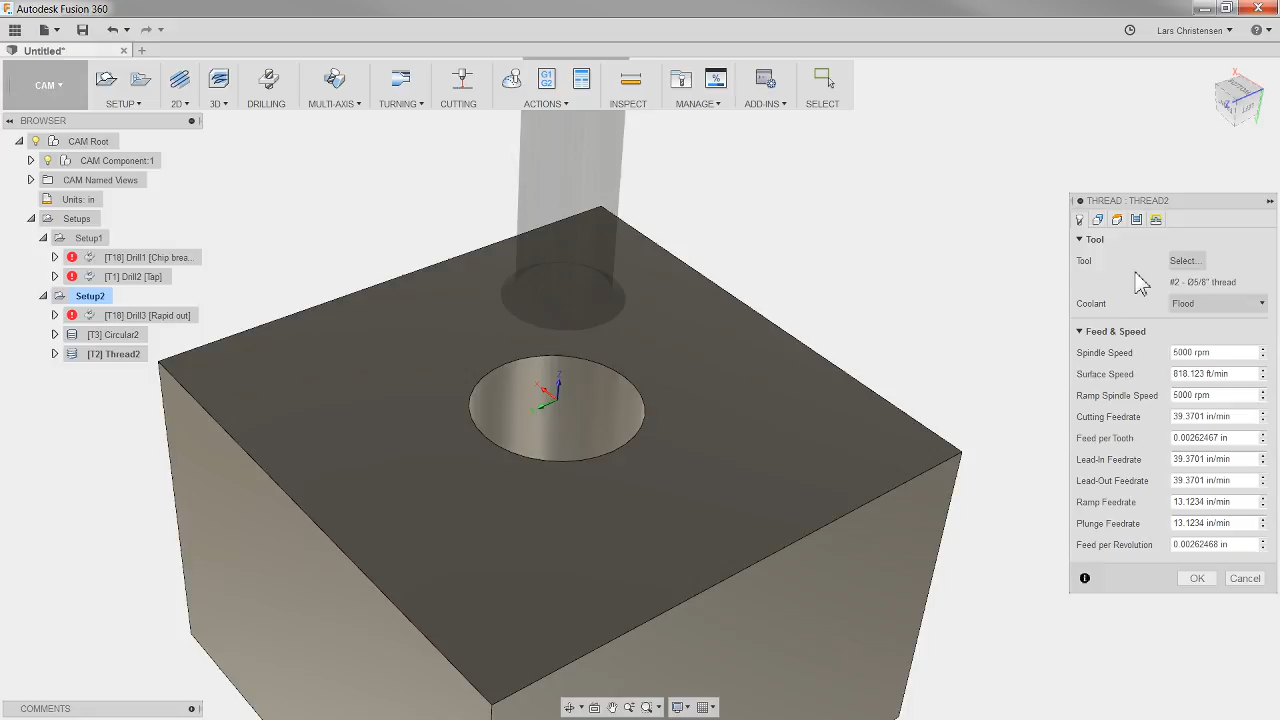 Autodesk Fusion 360
Lars Christensen
Untitled*
CAM
SETUP
2D
3D
DRILLING
MULTI-AXIS
TURNING
CUTTING
G1
G2
ACTIONS
INSPECT
MANAGE
ADD-INS
SELECT
BROWSER
CAM Root
CAM Component:1
CAM Named Views
Units: in
Setups
Setup1
[T18] Drill1 [Chip brea...
[T1] Drill2 [Tap]
Setup2
[T18] Drill3 [Rapid out]
[T3] Circular2
[T2] Thread2
THREAD : THREAD2
Tool
Tool Select...
#2 - Ø5/8" thread
Coolant Flood
Feed & Speed
Spindle Speed 5000 rpm
Surface Speed 818.123 ft/min
Ramp Spindle Speed 5000 rpm
Cutting Feedrate 39.3701 in/min
Feed per Tooth 0.00262467 in
Lead-In Feedrate 39.3701 in/min
Lead-Out Feedrate 39.3701 in/min
Ramp Feedrate 13.1234 in/min
Plunge Feedrate 13.1234 in/min
Feed per Revolution 0.00262468 in
OK Cancel
COMMENTS